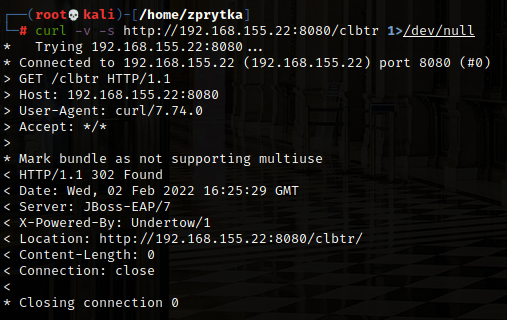 ┌──(root💀kali)-[/home/zprytka]
└─# curl -v -s http://192.168.155.22:8080/clbtr 1>/dev/null
*   Trying 192.168.155.22:8080...
* Connected to 192.168.155.22 (192.168.155.22) port 8080 (#0)
> GET /clbtr HTTP/1.1
> Host: 192.168.155.22:8080
> User-Agent: curl/7.74.0
> Accept: */*
>
* Mark bundle as not supporting multiuse
< HTTP/1.1 302 Found
< Date: Wed, 02 Feb 2022 16:25:29 GMT
< Server: JBoss-EAP/7
< X-Powered-By: Undertow/1
< Location: http://192.168.155.22:8080/clbtr/
< Content-Length: 0
< Connection: close
<
* Closing connection 0